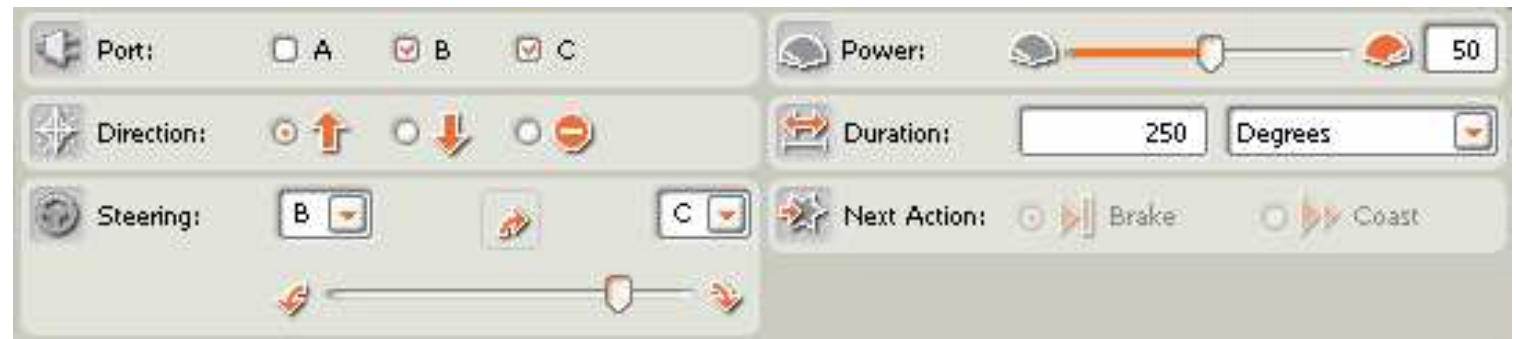 Port: A B C
Power: 50
Direction:
Duration: 250 Degrees
Steering: B C
Next Action: Brake Coast